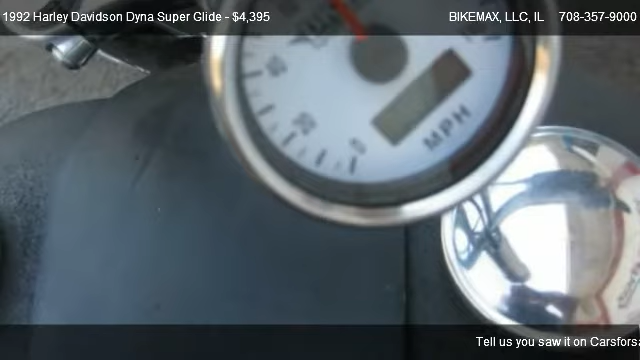 1992 Harley Davidson Dyna Super Glide - $4,395
BIKEMAX, LLC, IL 708-357-9000
0
MPH
Tell us you saw it on Carsfors